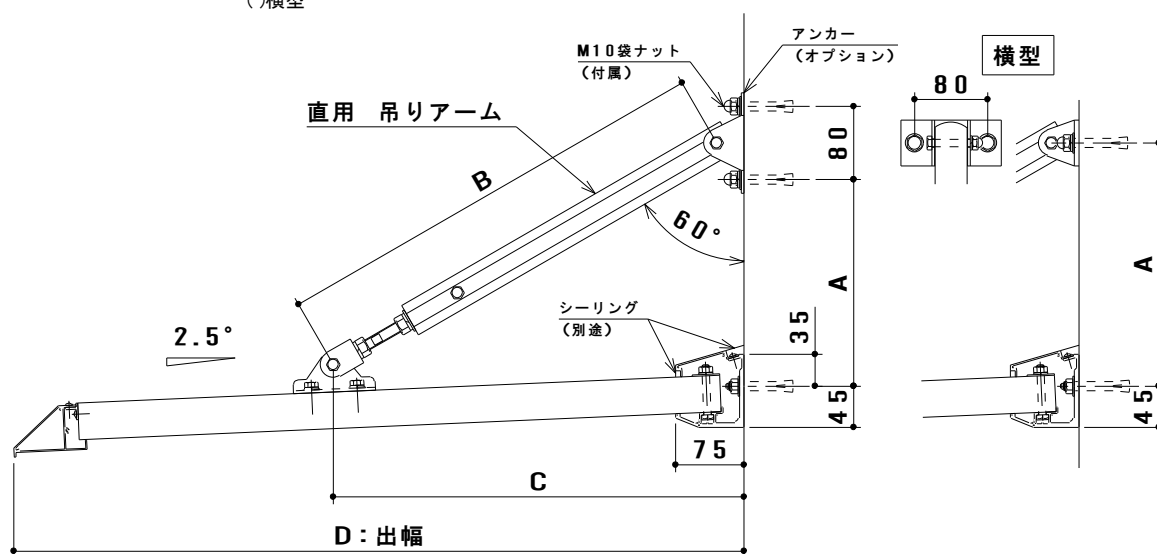 ( )横型
アンカー
（オプション）
M10袋ナット
（付属）
横型
80
直用 吊りアーム
B
80
60°
A
A
シーリング
（別途）
35
2.5°
45
45
75
C
D：出幅